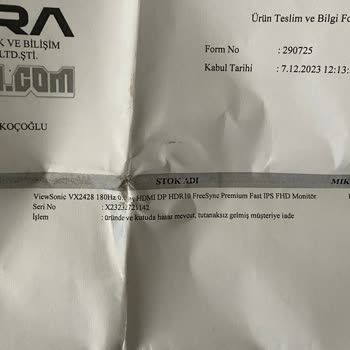 RA
Ürün Teslim ve Bilgi Fo
K VE BİLİŞİM
LTD.ŞTİ.
Form No : 290725
.COM
Kabul Tarihi : 7.12.2023 12:13:
KOÇOĞLU
STOK ADI MİK
ViewSonic VX2428 180Hz HDMI DP HDR10 FreeSync Premium Fast IPS FHD Monitör
Seri No :
İşlem : üründe ve kutuda hasar mevcut, tutanaksız gelmiş müşteriye iade